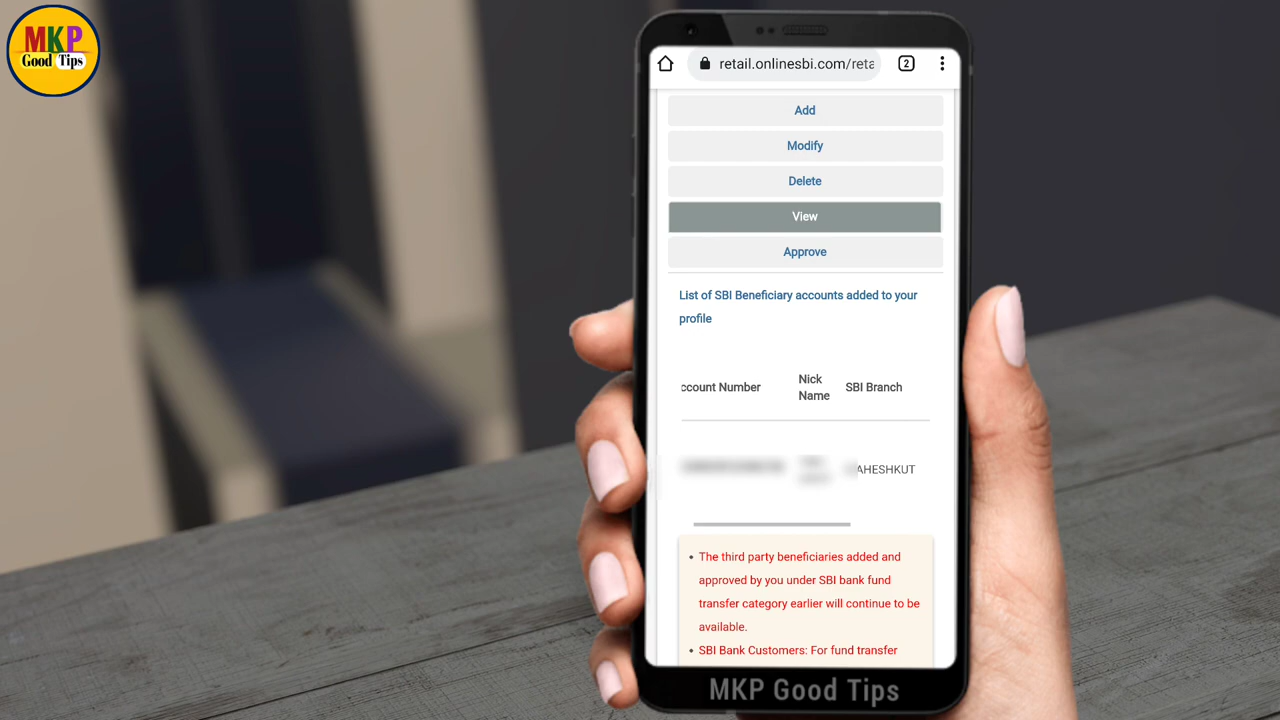 MKP
Good Tips
retail.onlinesbi.com/reta
2
Add
Modify
Delete
View
Approve
List of SBI Beneficiary accounts added to your
profile
ccount Number
Nick
Name
SBI Branch
AHESHKUT
The third party beneficiaries added and
approved by you under SBI bank fund
transfer category earlier will continue to be
available.
SBI Bank Customers: For fund transfer
MKP Good Tips